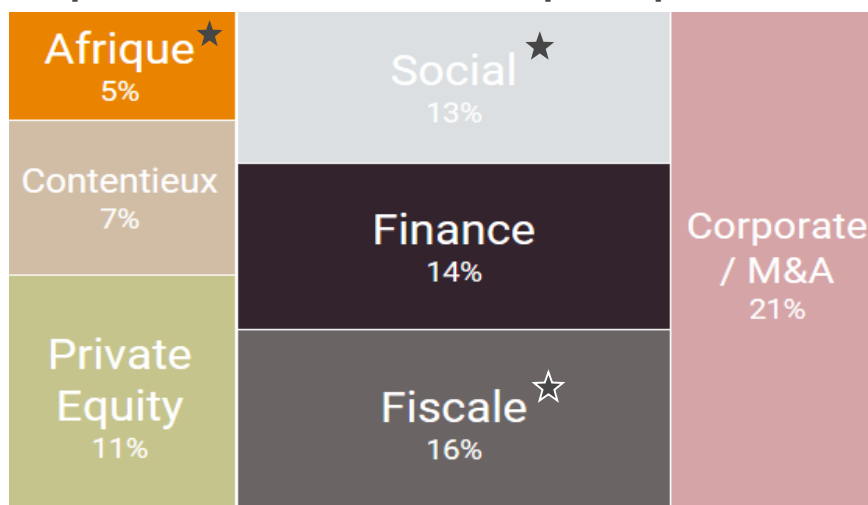 Afrique
5%
Contentieux
7%
Private
Equity
11%
Social
13%
Finance
14%
Fiscale
16%
Corporate
/ M&A
21%